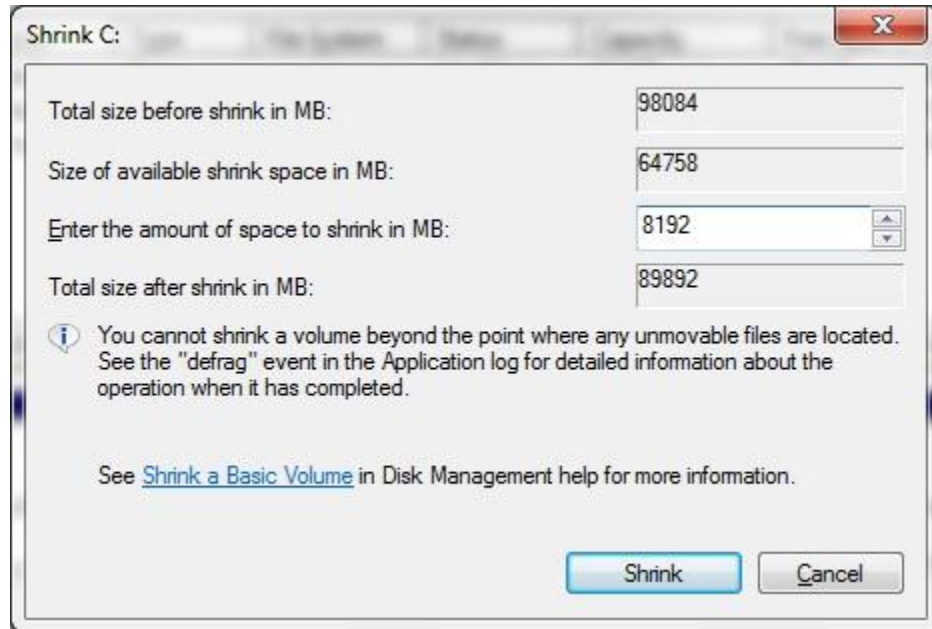 Shrink C:
Total size before shrink in MB: 98084
Size of available shrink space in MB: 64758
Enter the amount of space to shrink in MB: 8192
Total size after shrink in MB: 89892
You cannot shrink a volume beyond the point where any unmovable files are located.
See the "defrag" event in the Application log for detailed information about the
operation when it has completed.
See Shrink a Basic Volume in Disk Management help for more information.
Shrink Cancel